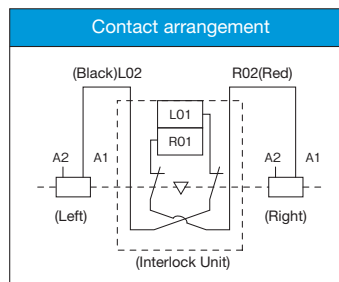 Contact arrangement
(Black)L02 R02(Red)
L01
R01
A2 A1 A2 A1
(Left) (Right)
(Interlock Unit)